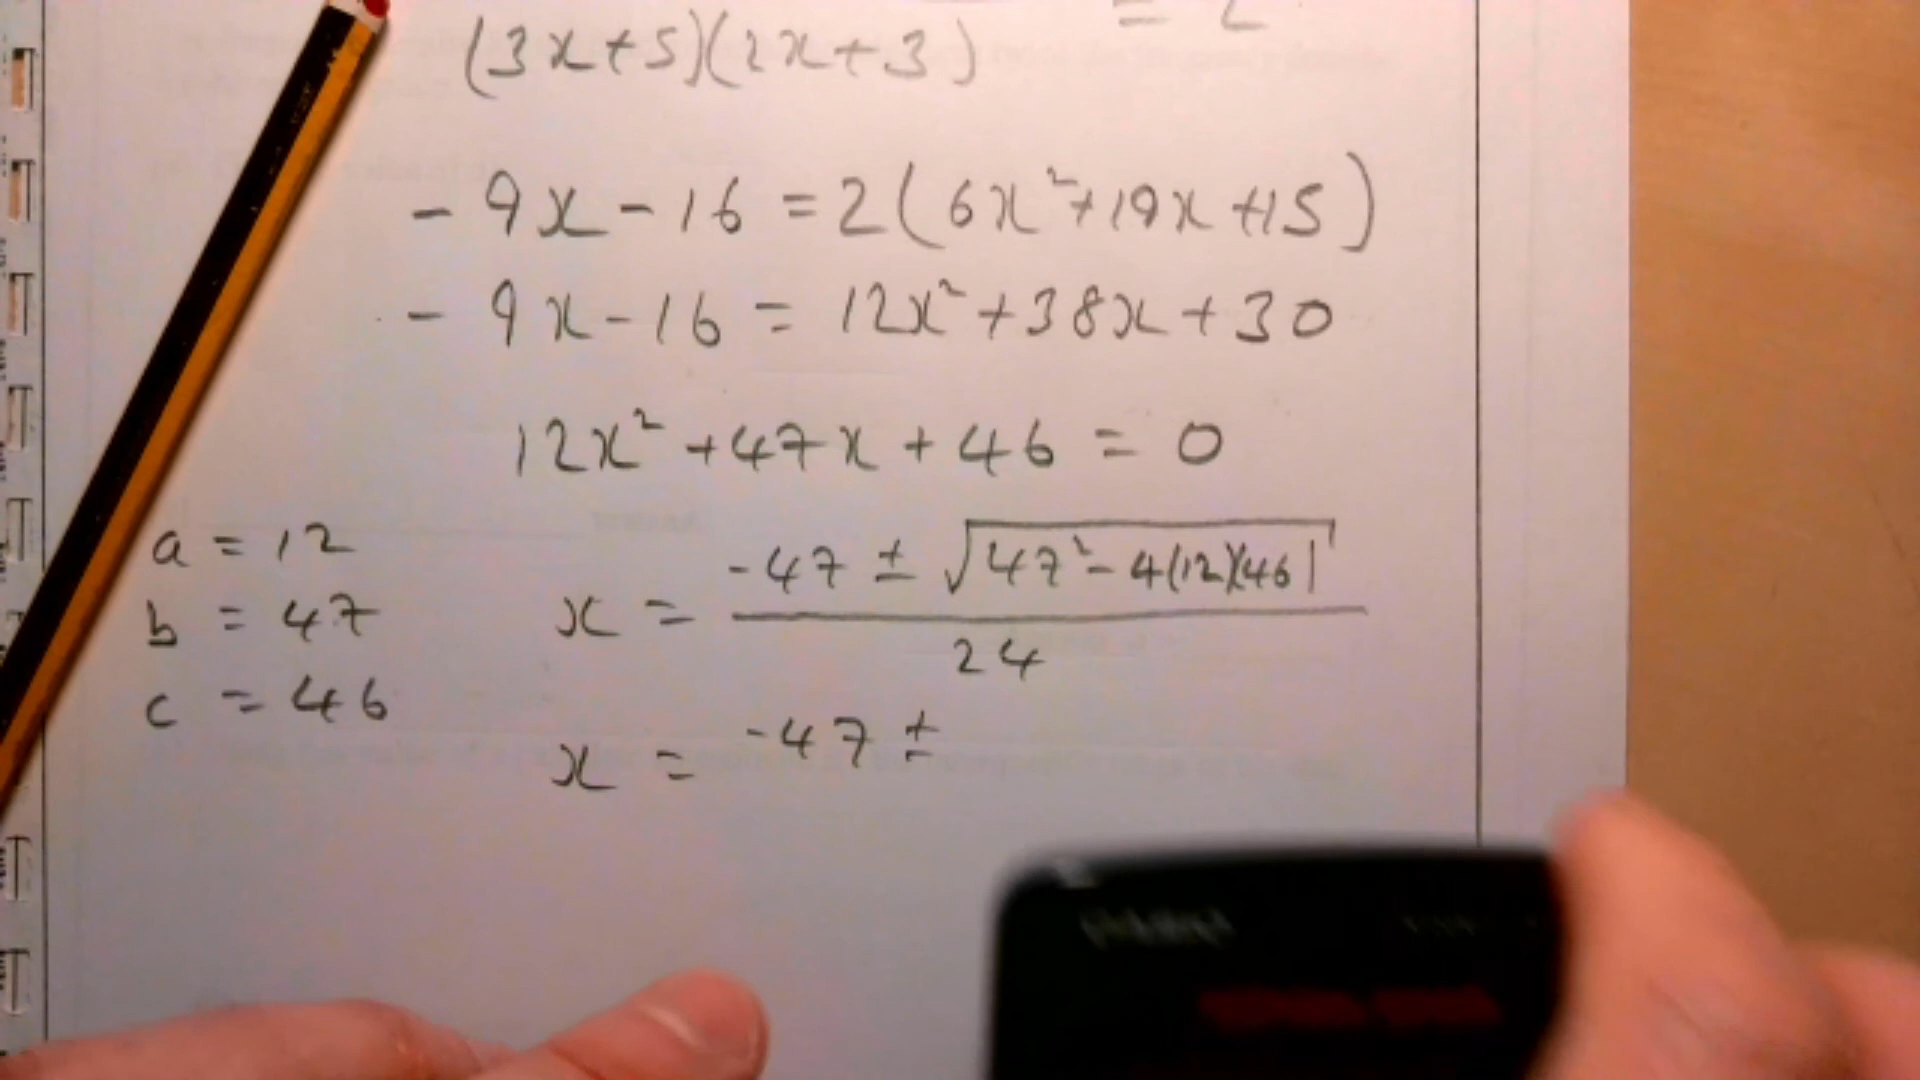 (3x+5)(2x+3) = 2
- 9x - 16 = 2(6x²+19x+15)
- 9x - 16 = 12x² + 38x + 30
12x² + 47x + 46 = 0
a = 12
b = 47
c = 46
x = -47 ± √47² - 4(12)(46) / 24
x = -47 ±